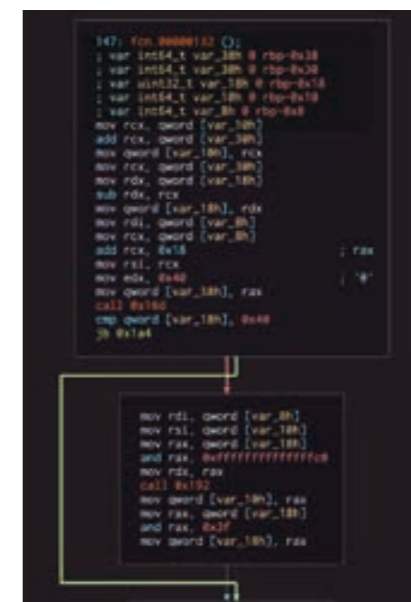 147: fcn.00000132 ();
; var int64_t var_38h @ rbp-0x38
; var int64_t var_30h @ rbp-0x30
; var uint32_t var_18h @ rbp-0x18
; var int64_t var_10h @ rbp-0x10
; var int64_t var_8h @ rbp-0x8
mov rcx, qword [var_30h]
add rcx, qword [var_10h]
mov qword [var_10h], rcx
mov rcx, qword [var_30h]
mov rdx, qword [var_18h]
sub rdx, rcx
mov qword [var_18h], rdx
mov rdi, qword [var_8h]
mov rcx, qword [var_8h]
add rcx, 0x18 ; rax
mov rsi, rcx
mov edx, 0x40 ; '@'
mov qword [var_38h], rax
call 0x16d
cmp qword [var_18h], 0x40
jb 0x1a4
mov rdi, qword [var_8h]
mov rsi, qword [var_10h]
mov rax, qword [var_18h]
and rax, 0xffffffffffffffc0
mov rdx, rax
call 0x192
mov qword [var_10h], rax
mov rax, qword [var_18h]
and rax, 0x3f
mov qword [var_18h], rax